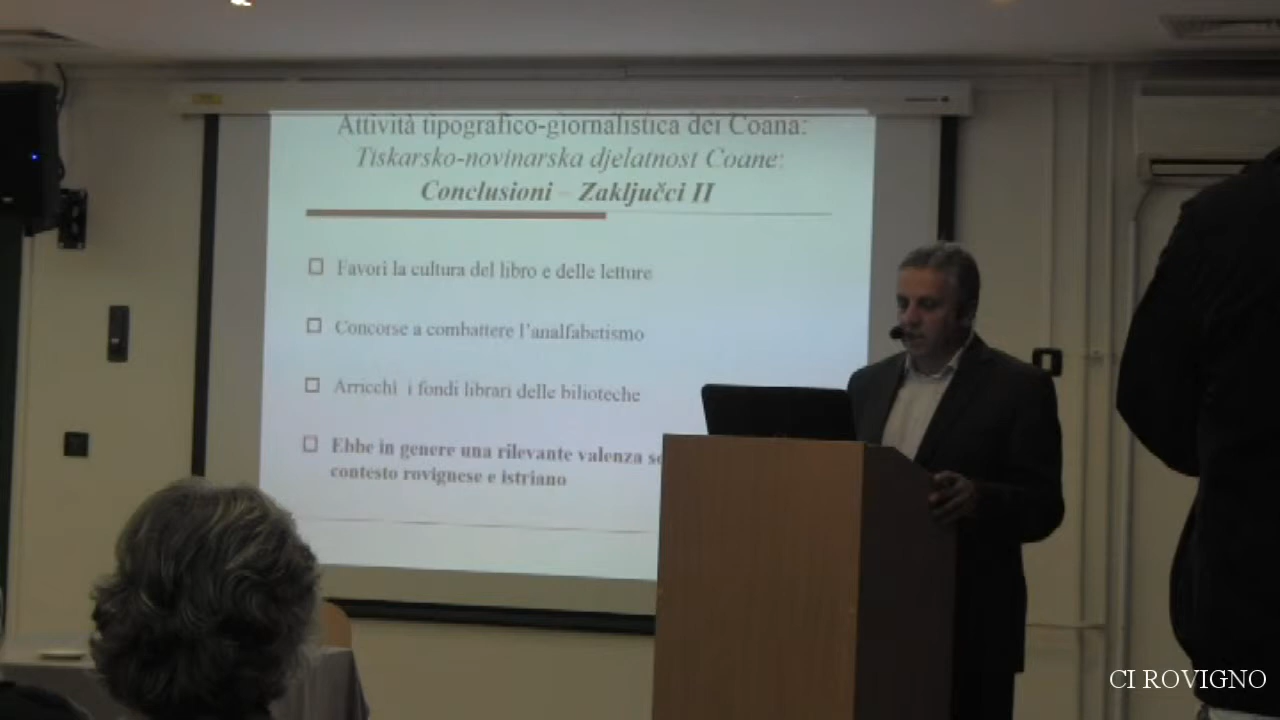 Attività tipografico-giornalistica dei Coana:
Tiskarsko-novinarska djelatnost Coane:
Conclusioni – Zaključci II
Favorì la cultura del libro e delle letture
Concorse a combattere l'analfabetismo
Arricchì i fondi librari delle bilioteche
Ebbe in genere una rilevante valenza
contesto rovignese e istriano
CI ROVIGNO